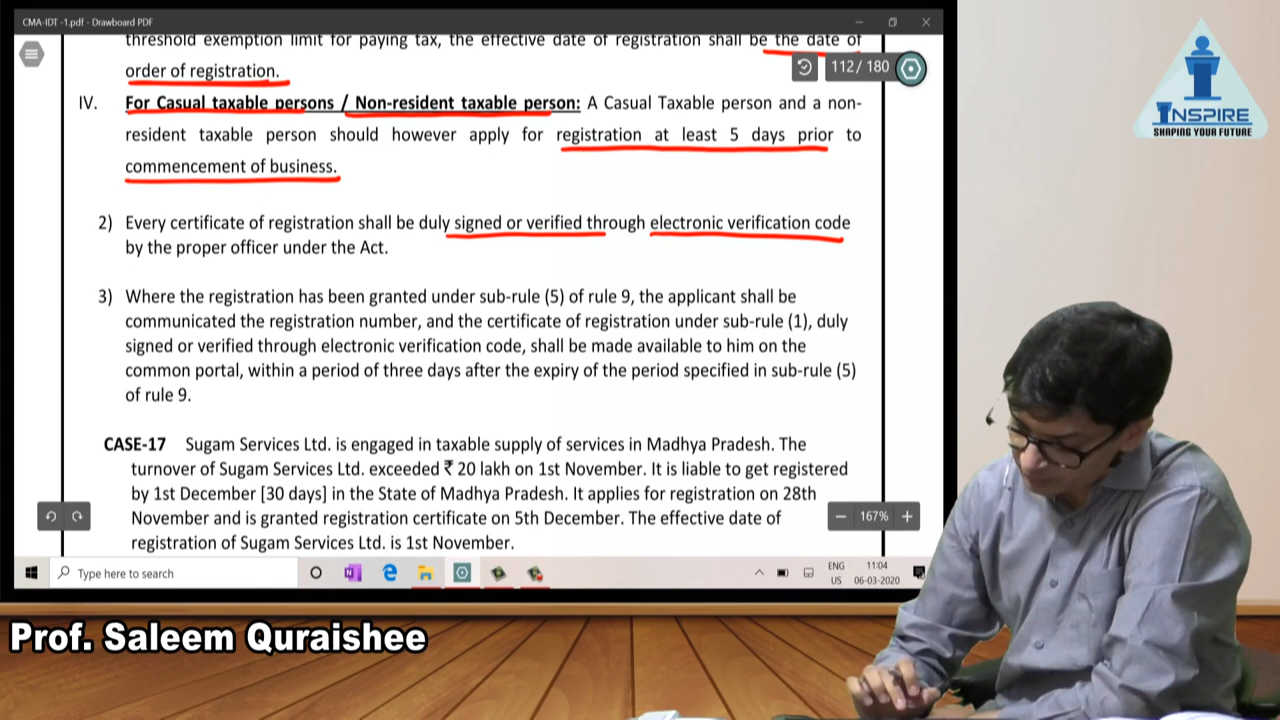 CMA-IDT -1.pdf - Drawboard PDF
threshold exemption limit for paying tax, the effective date of registration shall be the date of
order of registration.
112 / 180
IV. For Casual taxable persons / Non-resident taxable person: A Casual Taxable person and a non-
resident taxable person should however apply for registration at least 5 days prior to
commencement of business.
2) Every certificate of registration shall be duly signed or verified through electronic verification code
by the proper officer under the Act.
3) Where the registration has been granted under sub-rule (5) of rule 9, the applicant shall be
communicated the registration number, and the certificate of registration under sub-rule (1), duly
signed or verified through electronic verification code, shall be made available to him on the
common portal, within a period of three days after the expiry of the period specified in sub-rule (5)
of rule 9.
CASE-17 Sugam Services Ltd. is engaged in taxable supply of services in Madhya Pradesh. The
turnover of Sugam Services Ltd. exceeded ₹ 20 lakh on 1st November. It is liable to get registered
by 1st December [30 days] in the State of Madhya Pradesh. It applies for registration on 28th
November and is granted registration certificate on 5th December. The effective date of
registration of Sugam Services Ltd. is 1st November.
167%
Type here to search
ENG
US
11:04
06-03-2020
INSPIRE
SHAPING YOUR FUTURE
Prof. Saleem Quraishee